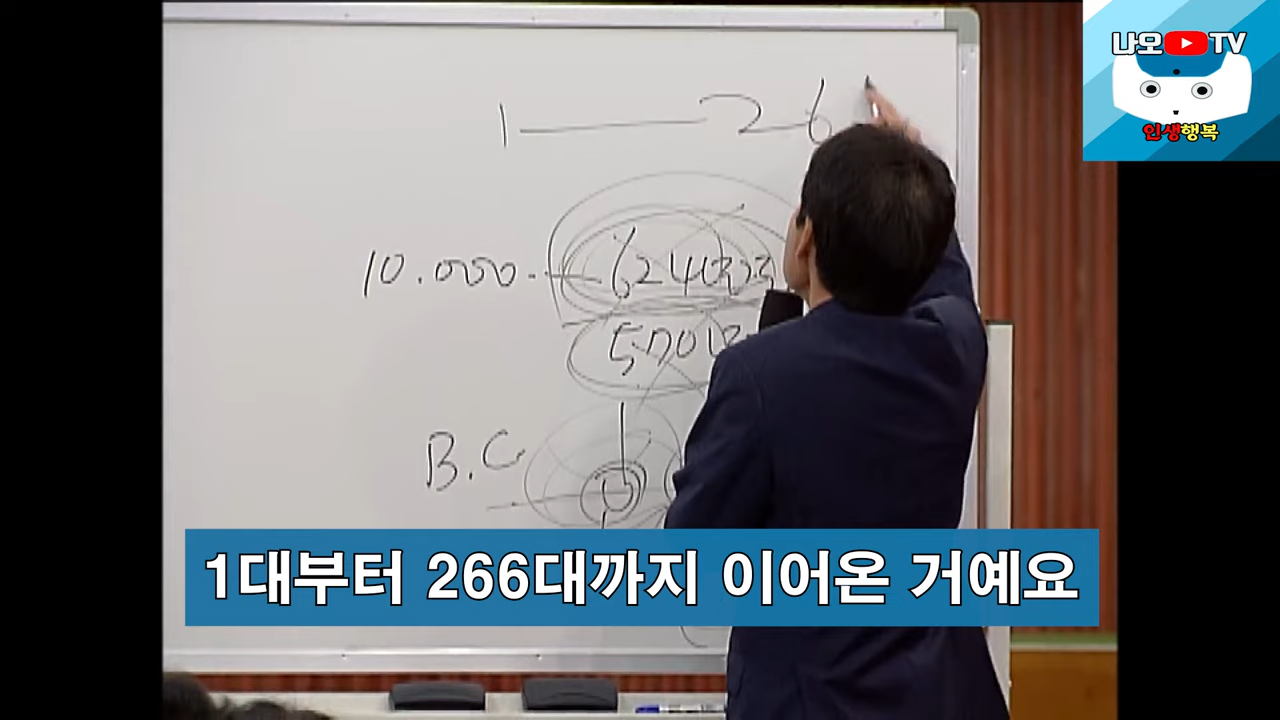 나오 TV
인생행복
1 — 26
10.000
B.C
1대부터 266대까지 이어온 거예요